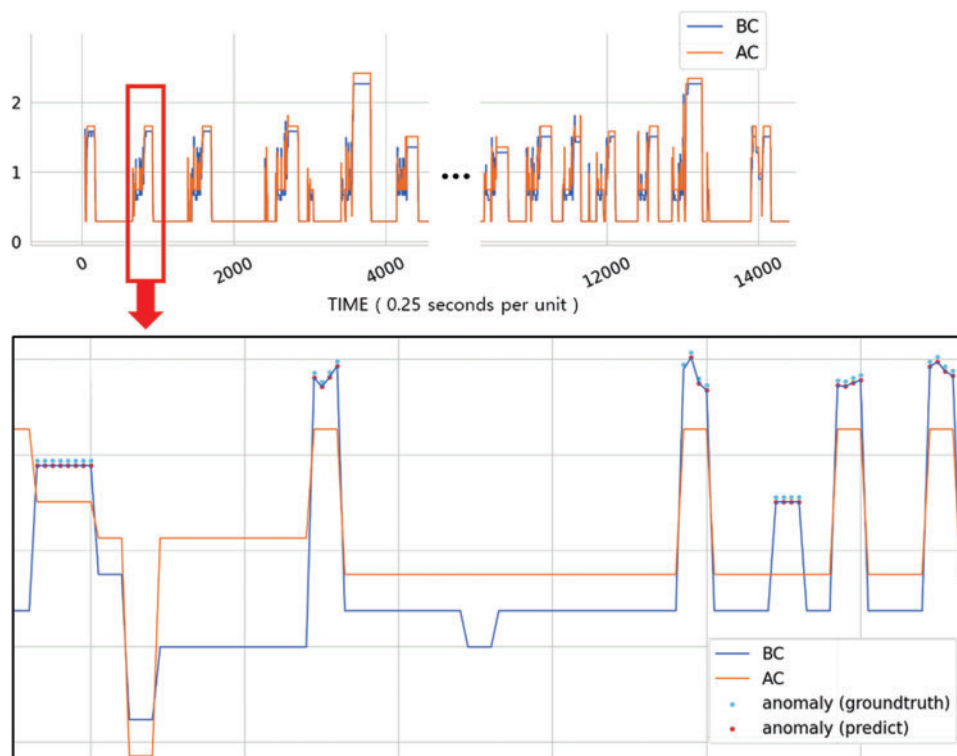 BC
AC
2
1
0
...
0
2000
4000
12000
14000
TIME ( 0.25 seconds per unit )
BC
AC
anomaly (groundtruth)
anomaly (predict)